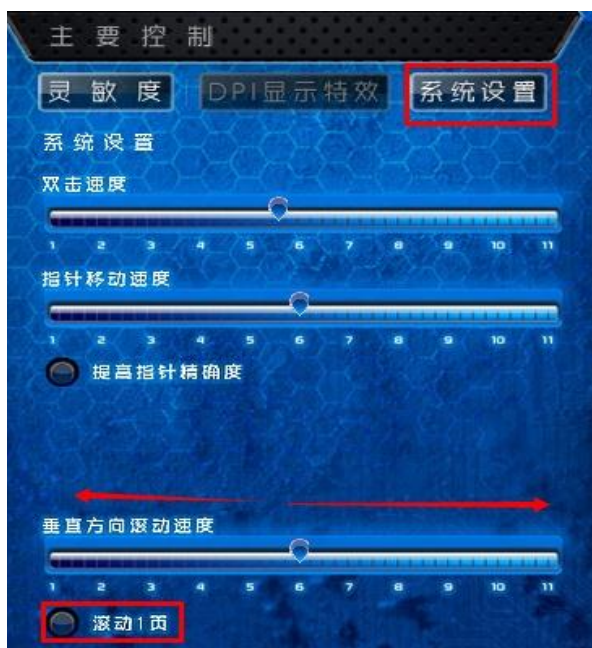 主要控制
灵敏度 DPI显示特效 系统设置
系统设置
双击速度
1 2 3 4 5 6 7 8 9 10 11
指针移动速度
1 2 3 4 5 6 7 8 9 10 11
提高指针精确度
垂直方向滚动速度
1 2 3 4 5 6 7 8 9 10 11
滚动1页